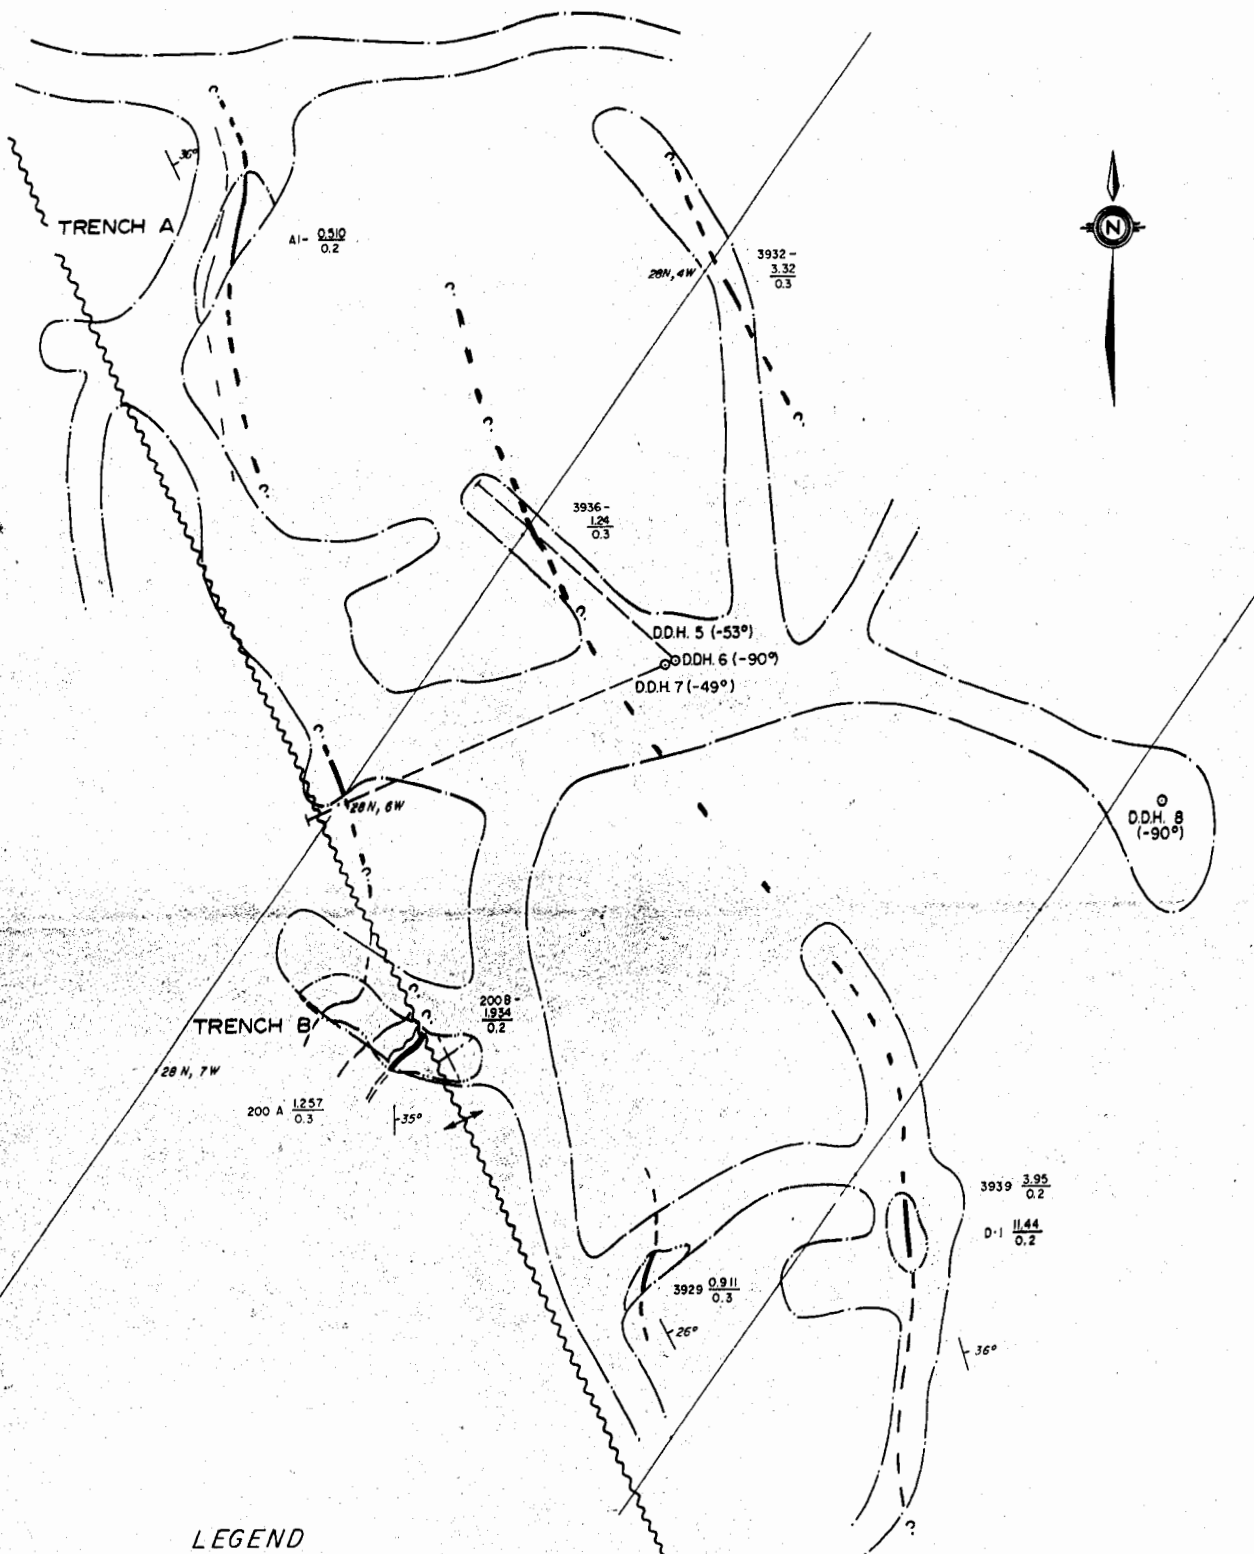 36°
TRENCH A
A1- 0.510
0.2
28N, 4W
3932-
3.32
0.3
N
3936-
1.24
0.3
D.D.H. 5 (-53°)
D.D.H. 6 (-90°)
D.D.H. 7 (-49°)
28N, 6W
D.D.H. 8
(-90°)
200B-
1.934
0.2
TRENCH B
28N, 7W
200 A 1.257
0.3
35°
3939 3.95
0.2
D-1 11.44
0.2
3929 0.911
0.3
26°
36°
LEGEND